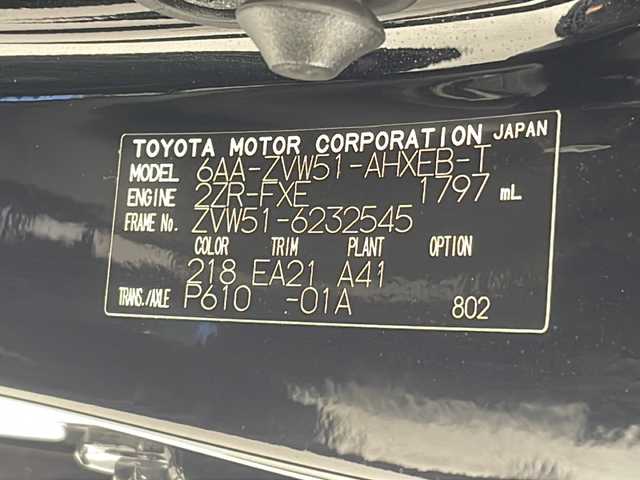 TOYOTA MOTOR CORPORATION JAPAN
MODEL 6AA-ZVW51-AHXEB-T
ENGINE 2ZR-FXE 1797 mL
FRAME No. ZVW51-6232545
COLOR TRIM PLANT OPTION
218 EA21 A41
TRANS./AXLE P610 -01A 802